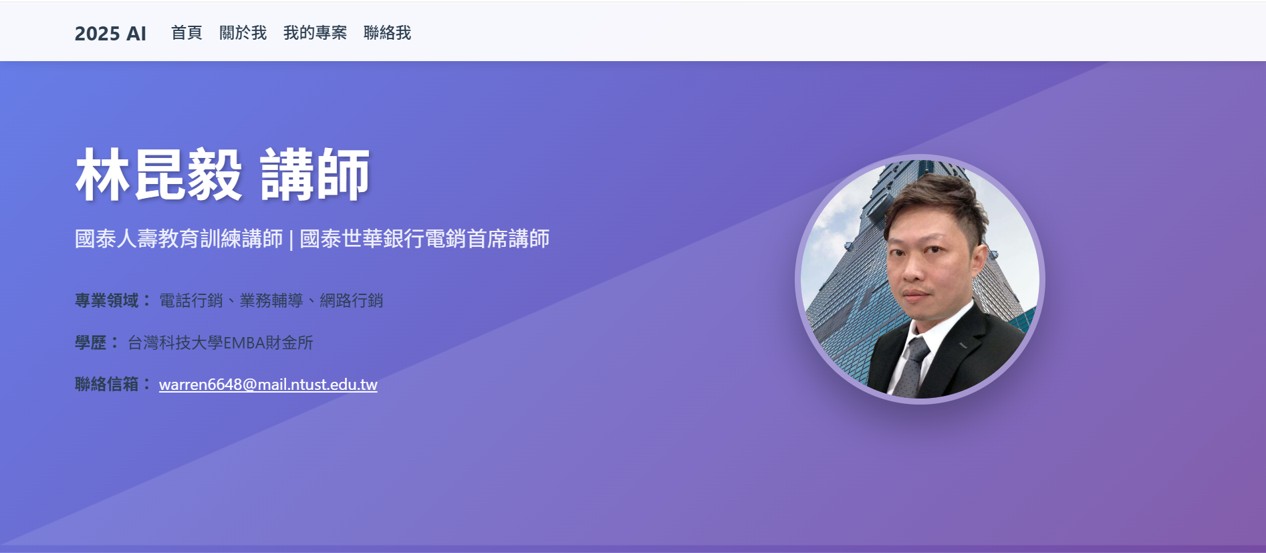 2025 AI 首頁 關於我 我的專案 聯絡我
林昆毅 講師
國泰人壽教育訓練講師 | 國泰世華銀行電銷首席講師
專業領域： 電話行銷、業務輔導、網路行銷
學歷： 台灣科技大學EMBA財金所
聯絡信箱： warren6648@mail.ntust.edu.tw